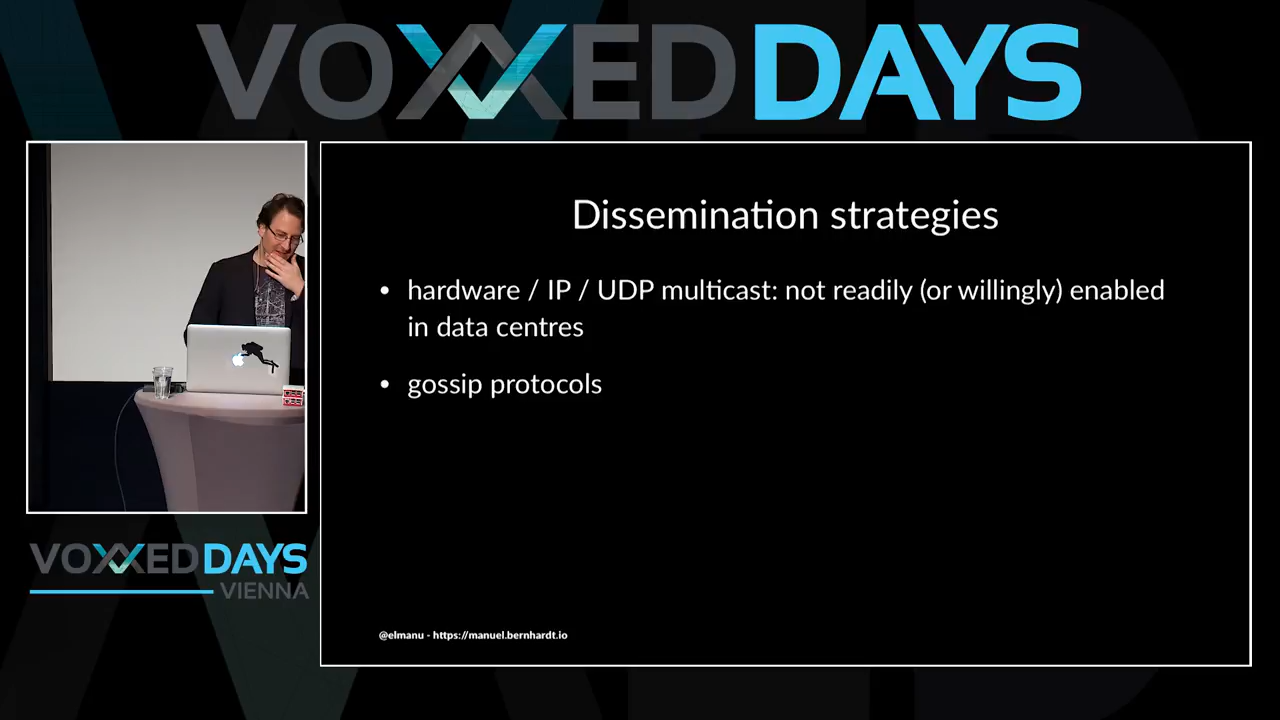 VOXXED DAYS
Dissemination strategies
• hardware / IP / UDP multicast: not readily (or willingly) enabled
in data centres
• gossip protocols
VOXXED DAYS
VIENNA
@elmanu - https://manuel.bernhardt.io